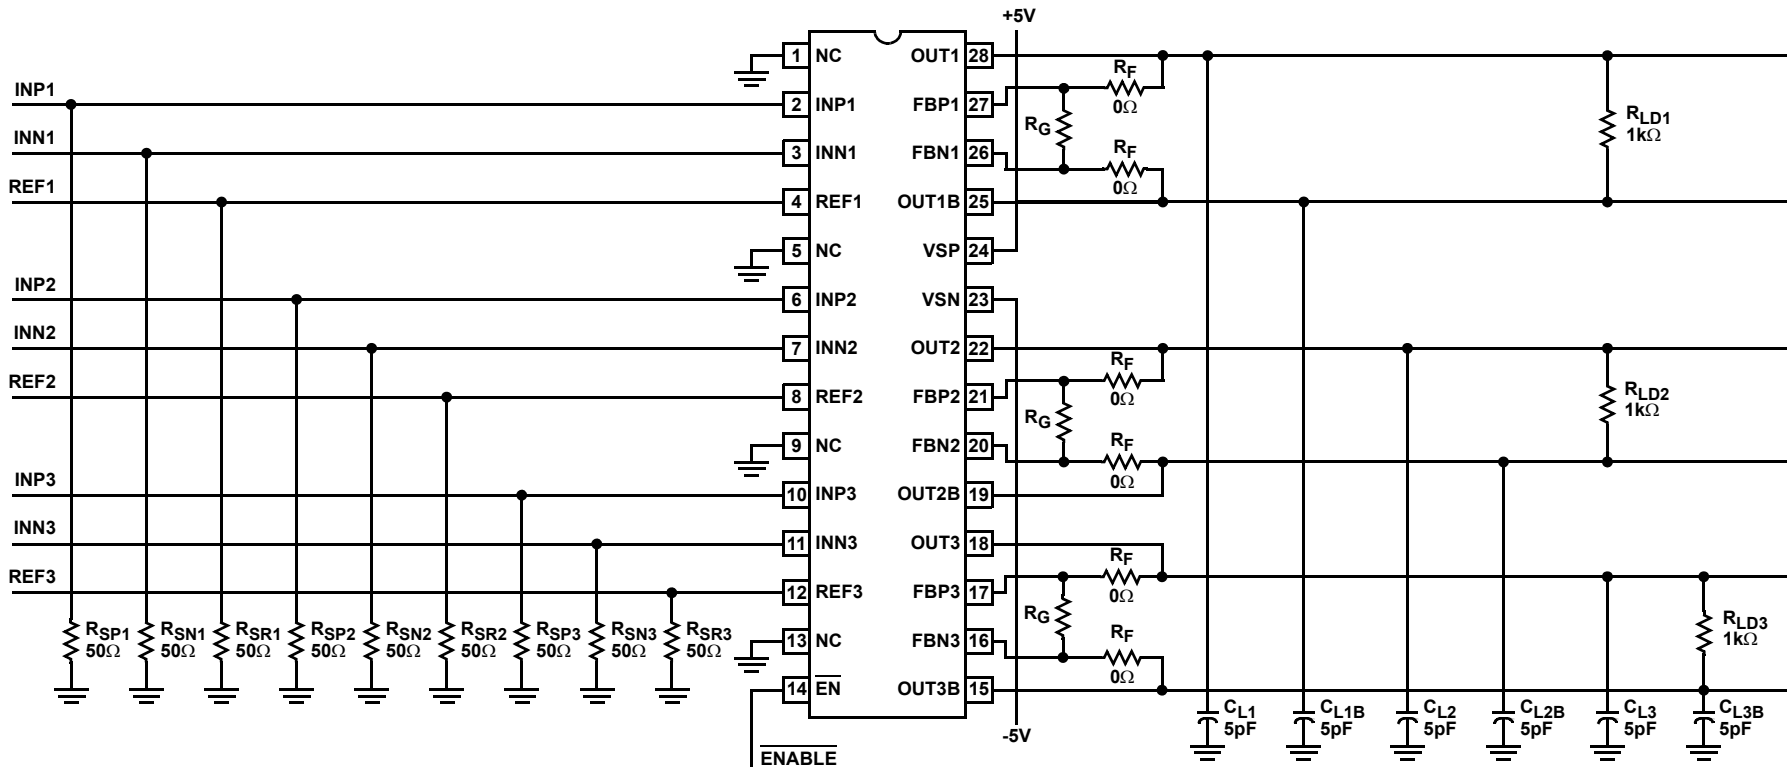 +5V
1 NC OUT1 28
INP1
2 INP1 FBP1 27
RF
0Ω
RG
RLD1
1kΩ
INN1
3 INN1 FBN1 26
RF
0Ω
REF1
4 REF1 OUT1B 25
5 NC VSP 24
INP2
6 INP2 VSN 23
INN2
7 INN2 OUT2 22
REF2
8 REF2 FBP2 21
RF
0Ω
RG
RLD2
1kΩ
9 NC FBN2 20
RF
0Ω
INP3
10 INP3 OUT2B 19
INN3
11 INN3 OUT3 18
REF3
12 REF3 FBP3 17
RF
0Ω
RG
RLD3
1kΩ
13 NC FBN3 16
RF
0Ω
14 EN OUT3B 15
RSP1 RSN1 RSR1 RSP2 RSN2 RSR2 RSP3 RSN3 RSR3
50Ω 50Ω 50Ω 50Ω 50Ω 50Ω 50Ω 50Ω 50Ω
CL1 CL1B CL2 CL2B CL3 CL3B
5pF 5pF 5pF 5pF 5pF 5pF
-5V
ENABLE